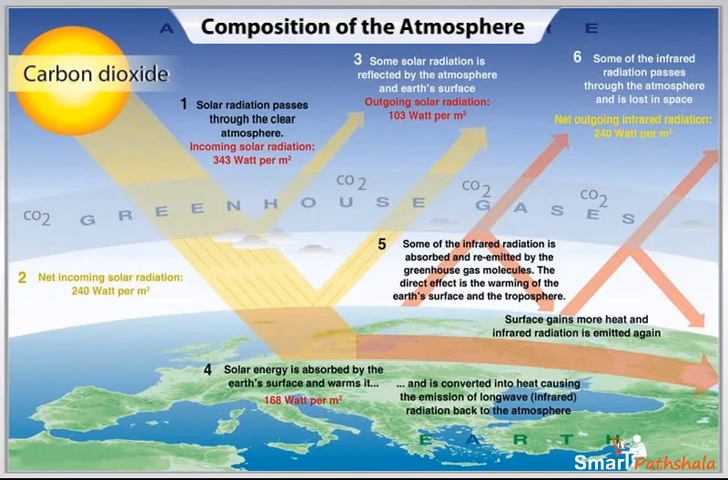 Composition of the Atmosphere
A
R E
Carbon dioxide
1 Solar radiation passes
through the clear
atmosphere.
Incoming solar radiation:
343 Watt per m²
3 Some solar radiation is
reflected by the atmosphere
and earth's surface
Outgoing solar radiation:
103 Watt per m²
6 Some of the infrared
radiation passes
through the atmosphere
and is lost in space
Net outgoing infrared radiation:
240 Watt per m²
co2
co2
co2
co2
GREENHOUSE GASES
2 Net incoming solar radiation:
240 Watt per m²
5 Some of the infrared radiation is
absorbed and re-emitted by the
greenhouse gas molecules. The
direct effect is the warming of the
earth's surface and the troposphere.
Surface gains more heat and
infrared radiation is emitted again
4 Solar energy is absorbed by the
earth's surface and warms it...
168 Watt per m²
... and is converted into heat causing
the emission of longwave (infrared)
radiation back to the atmosphere
EARTH
Smart Pathshala